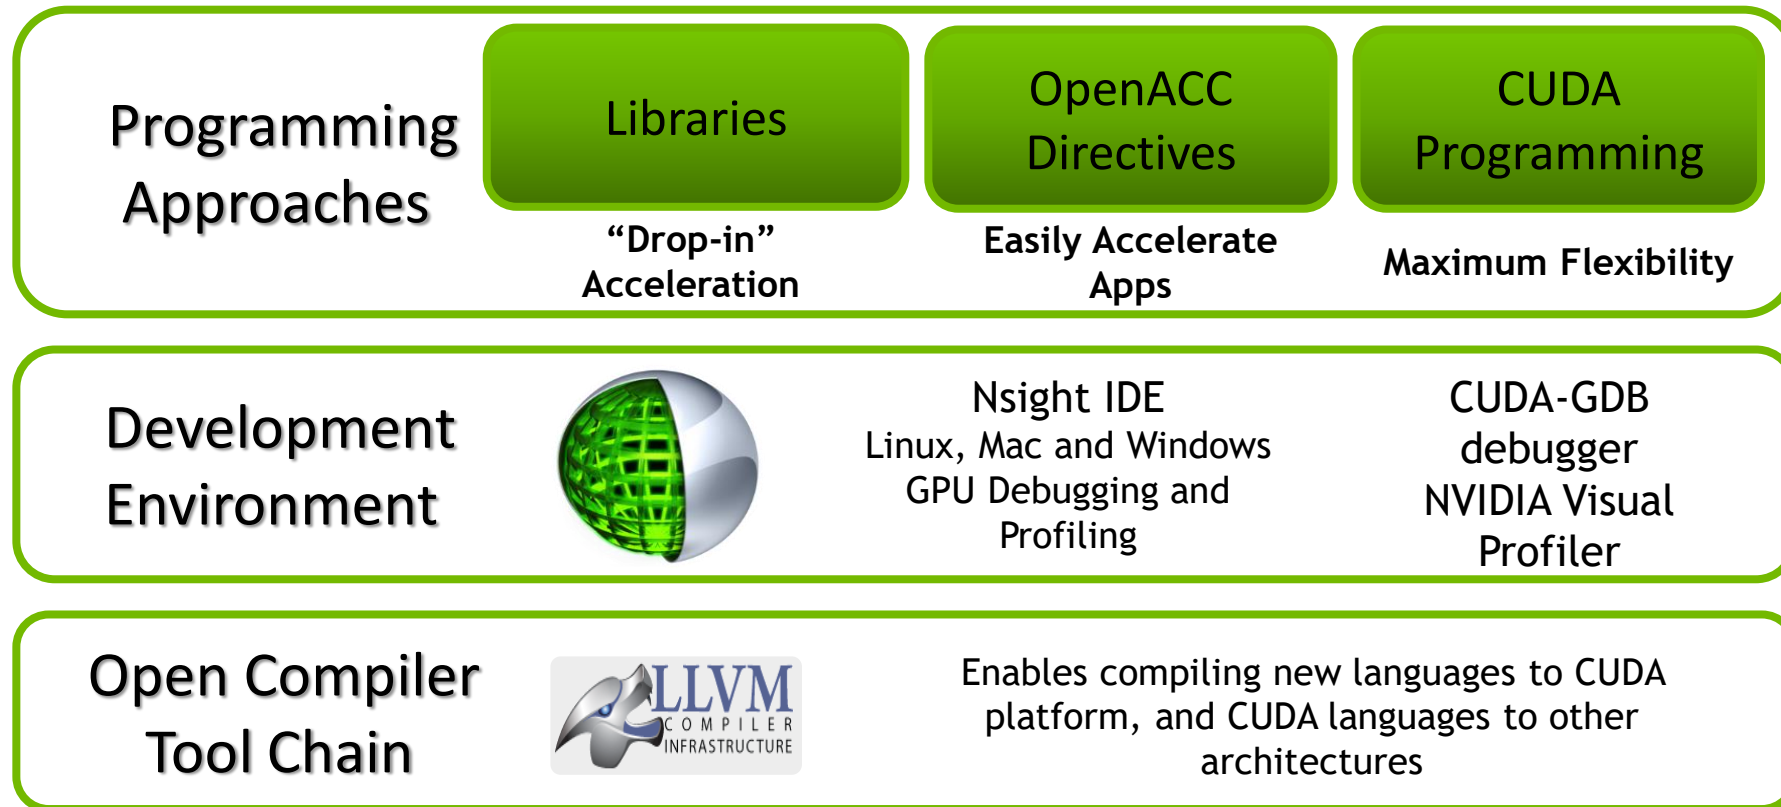 Programming
Approaches
Libraries
“Drop-in”
Acceleration
OpenACC
Directives
Easily Accelerate
Apps
CUDA
Programming
Maximum Flexibility
Development
Environment
Nsight IDE
Linux, Mac and Windows
GPU Debugging and
Profiling
CUDA-GDB
debugger
NVIDIA Visual
Profiler
Open Compiler
Tool Chain
LLVM
COMPILER
INFRASTRUCTURE
Enables compiling new languages to CUDA
platform, and CUDA languages to other
architectures